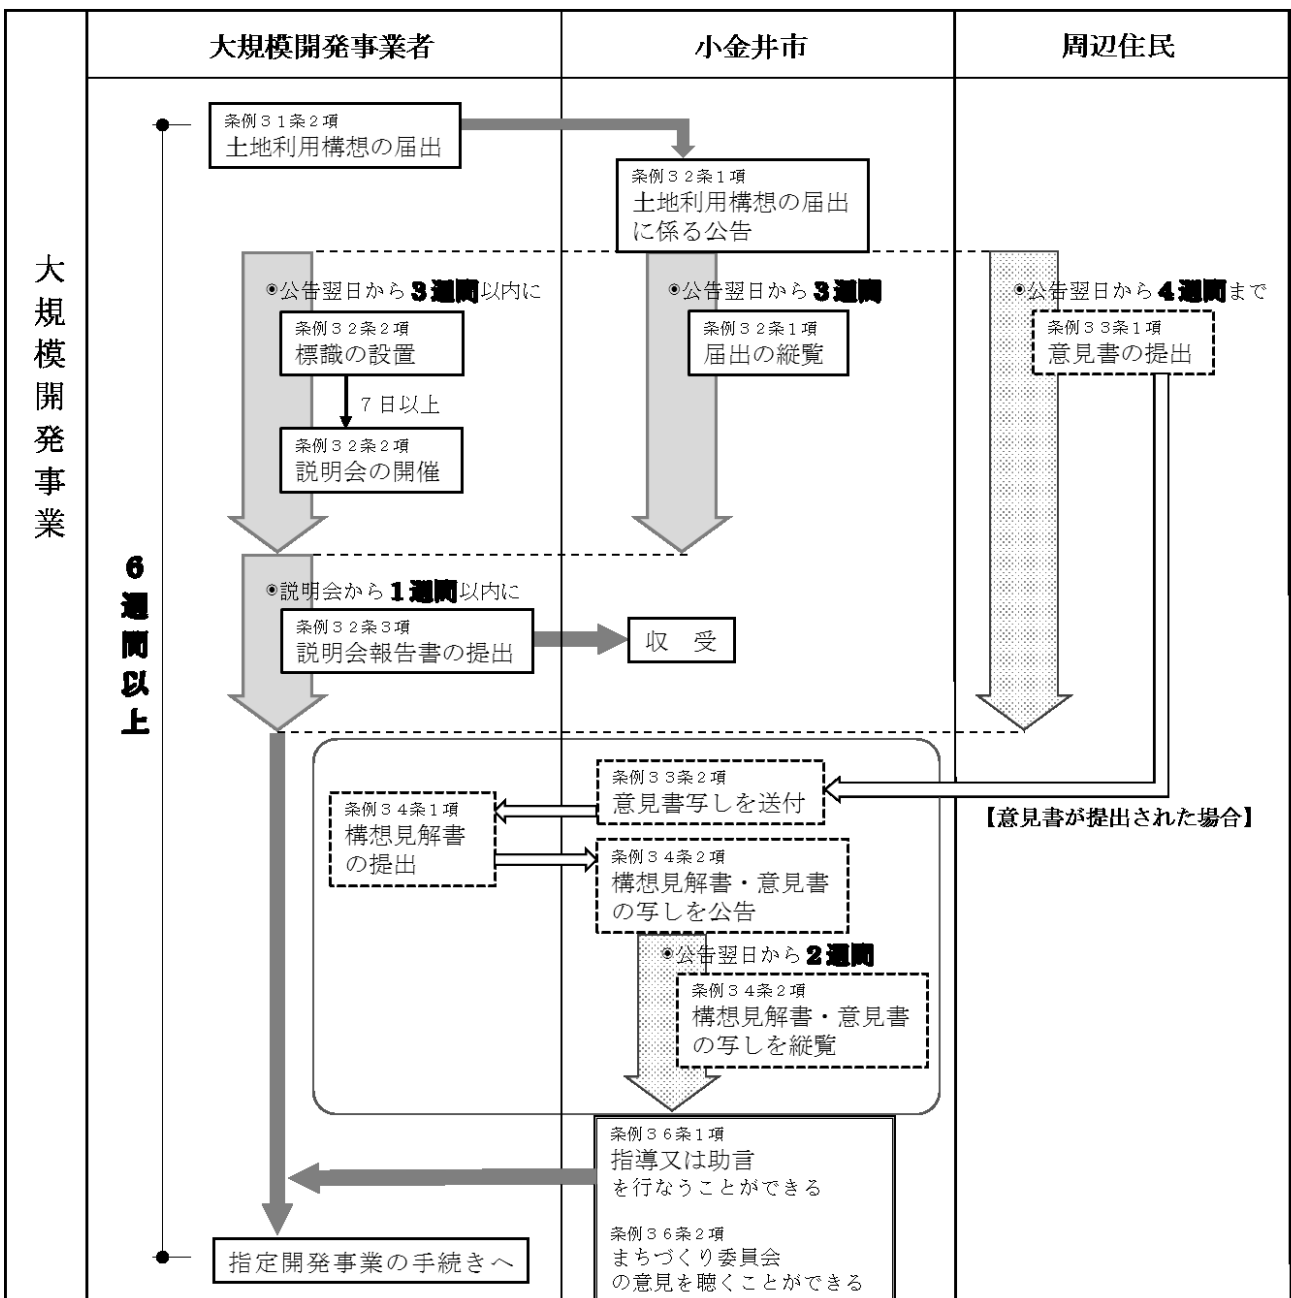 大規模開発事業者
小金井市
周辺住民
大規模開発事業
6週間以上
条例31条2項
土地利用構想の届出
条例32条1項
土地利用構想の届出
に係る公告
◉公告翌日から3週間以内に
条例32条2項
標識の設置
7日以上
条例32条2項
説明会の開催
◉公告翌日から3週間
条例32条1項
届出の縦覧
◉公告翌日から4週間まで
条例33条1項
意見書の提出
◉説明会から1週間以内に
条例32条3項
説明会報告書の提出
収 受
条例33条2項
意見書写しを送付
【意見書が提出された場合】
条例34条1項
構想見解書
の提出
条例34条2項
構想見解書・意見書
の写しを公告
◉公告翌日から2週間
条例34条2項
構想見解書・意見書
の写しを縦覧
条例36条1項
指導又は助言
を行なうことができる
条例36条2項
まちづくり委員会
の意見を聴くことができる
指定開発事業の手続きへ